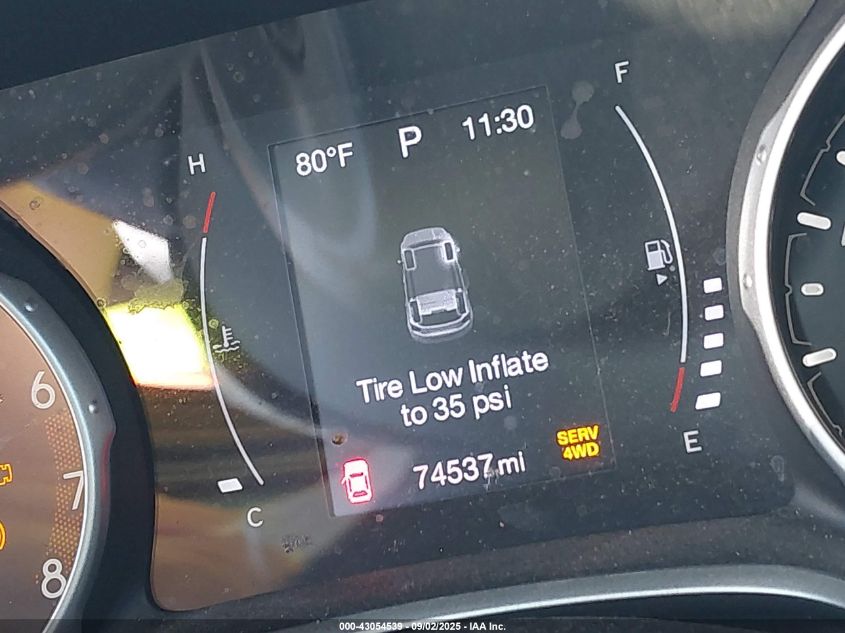 F
80°F P 11:30
H
Tire Low Inflate
to 35 psi
SERV
4WD
74537 mi
E
C
6
7
8
000-43054539 - 09/02/2025 - IAA Inc.